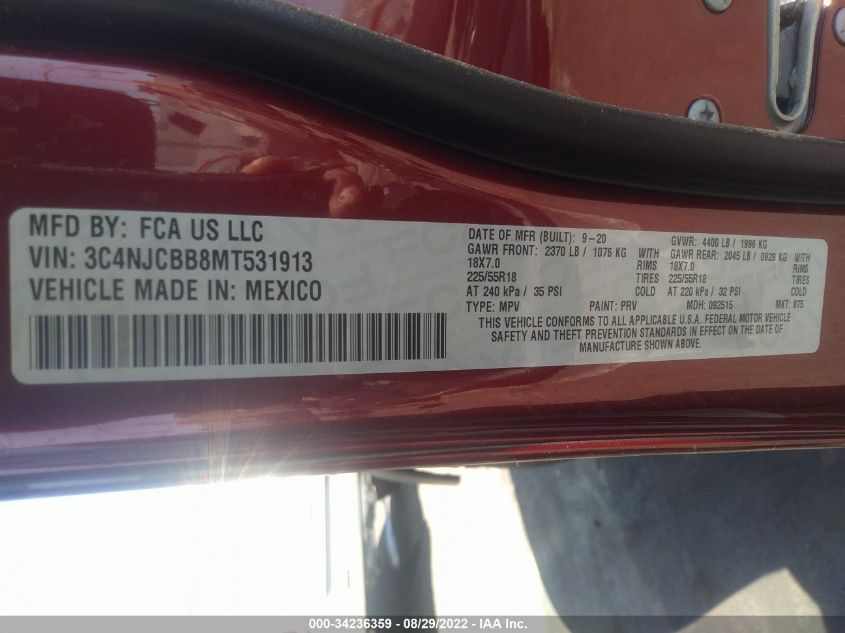 MFD BY: FCA US LLC
VIN: 3C4NJCBB8MT531913
VEHICLE MADE IN: MEXICO
DATE OF MFR (BUILT): 9-20 GVWR: 4400 LB / 1996 KG
GAWR FRONT: 2370 LB / 1076 KG WITH GAWR REAR: 2045 LB / 0928 KG WITH
18X7.0 RIMS 18X7.0 RIMS
225/55R18 TIRES 225/55R18 TIRES
AT 240 kPa / 35 PSI COLD AT 220 kPa / 32 PSI COLD
TYPE: MPV PAINT: PRV MDH: 092515 MKT: 875
THIS VEHICLE CONFORMS TO ALL APPLICABLE U.S.A. FEDERAL MOTOR VEHICLE
SAFETY AND THEFT PREVENTION STANDARDS IN EFFECT ON THE DATE OF
MANUFACTURE SHOWN ABOVE.
000-34236359 - 08/29/2022 - IAA Inc.